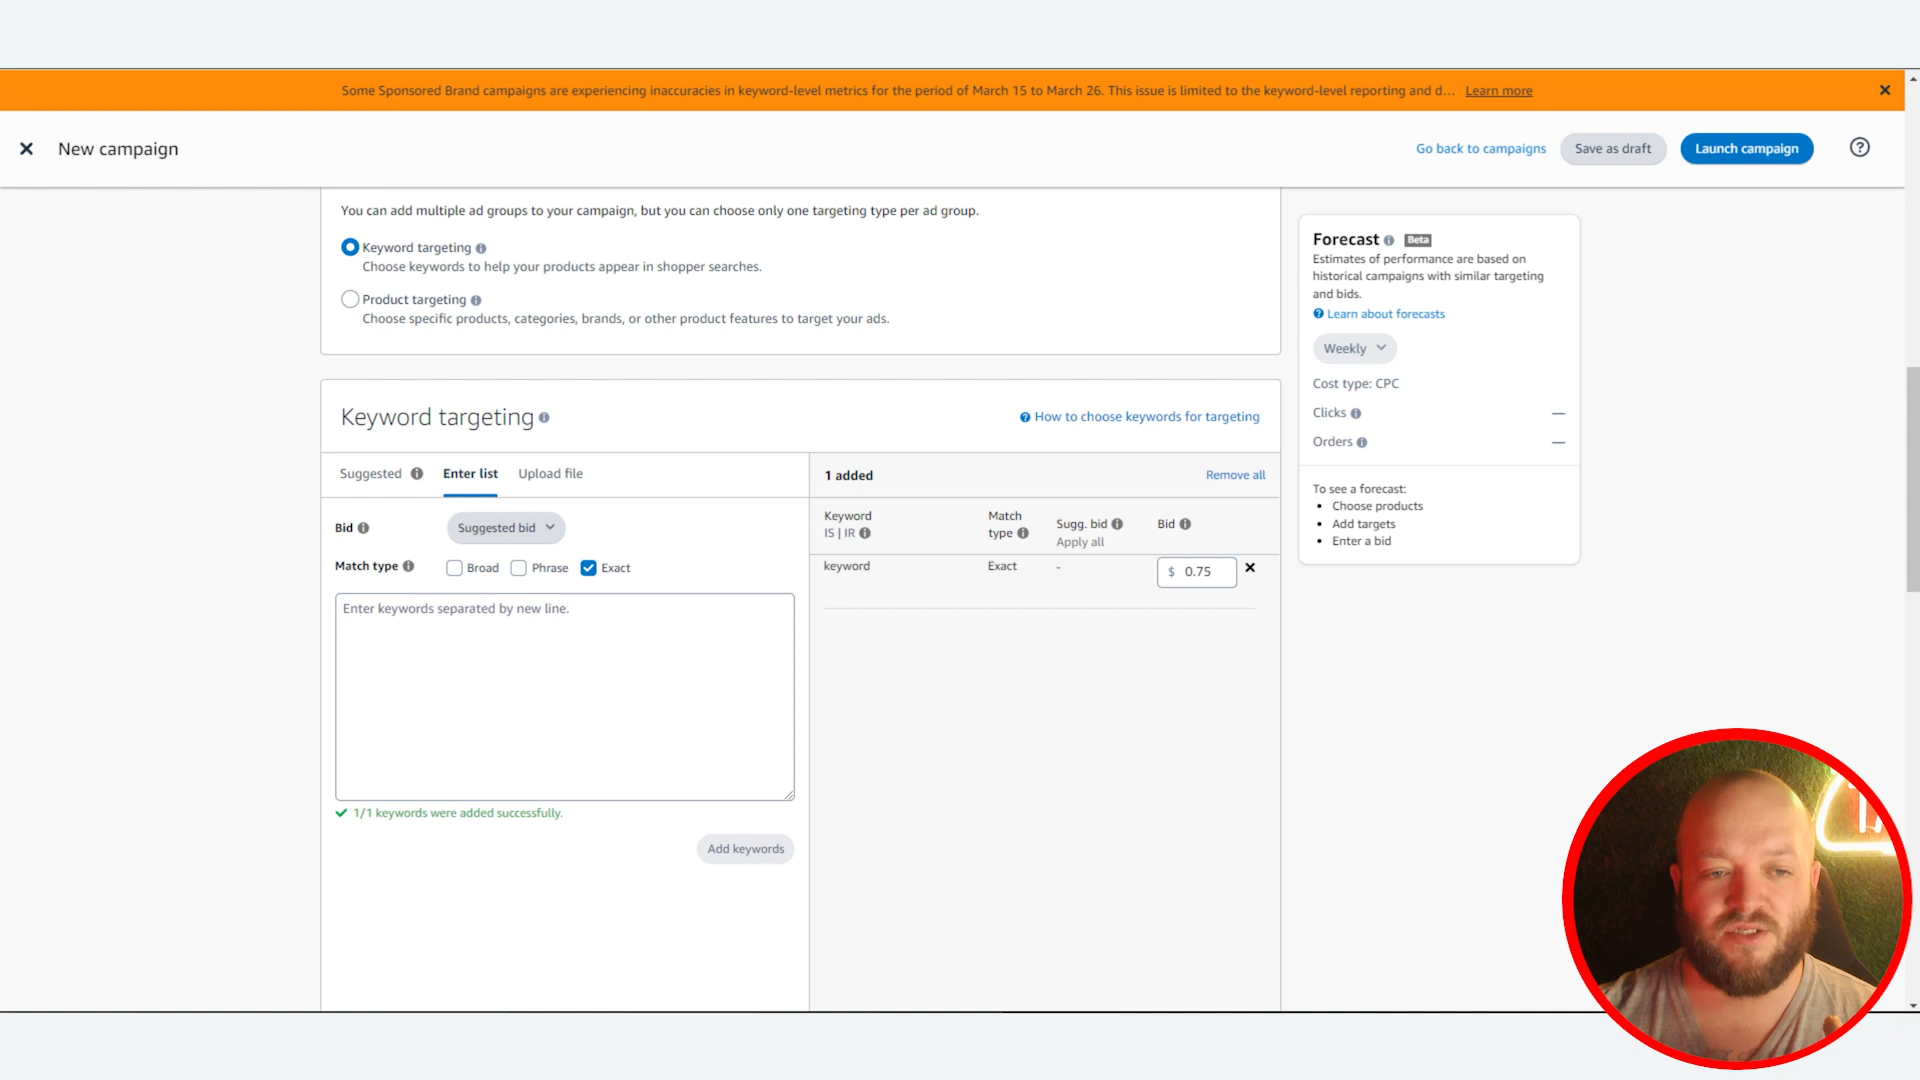 Some Sponsored Brand campaigns are experiencing inaccuracies in keyword-level metrics for the period of March 15 to March 26. This issue is limited to the keyword-level reporting and d... Learn more
New campaign
Go back to campaigns
Save as draft
Launch campaign
You can add multiple ad groups to your campaign, but you can choose only one targeting type per ad group.
Keyword targeting
Choose keywords to help your products appear in shopper searches.
Product targeting
Choose specific products, categories, brands, or other product features to target your ads.
Keyword targeting
How to choose keywords for targeting
Suggested
Enter list
Upload file
Bid
Suggested bid
Match type
Broad
Phrase
Exact
Enter keywords separated by new line.
1/1 keywords were added successfully.
Add keywords
1 added
Remove all
Keyword
IS | IR
Match
type
Sugg. bid
Apply all
Bid
keyword
Exact
-
$ 0.75
Forecast
Beta
Estimates of performance are based on
historical campaigns with similar targeting
and bids.
Learn about forecasts
Weekly
Cost type: CPC
Clicks —
Orders —
To see a forecast:
• Choose products
• Add targets
• Enter a bid